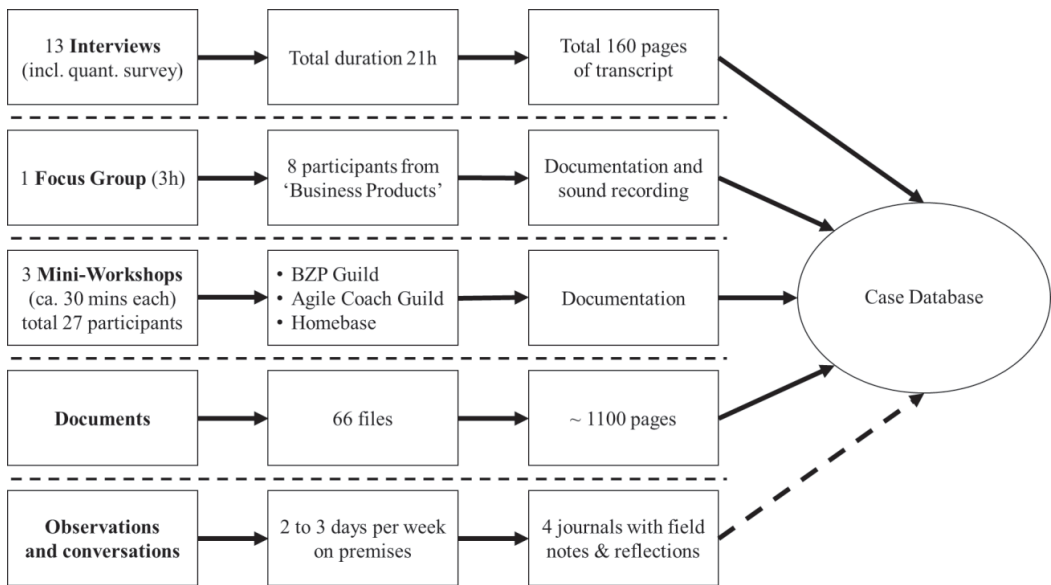 13 Interviews
(incl. quant. survey)
Total duration 21h
Total 160 pages
of transcript
1 Focus Group (3h)
8 participants from
‘Business Products’
Documentation and
sound recording
3 Mini-Workshops
(ca. 30 mins each)
total 27 participants
• BZP Guild
• Agile Coach Guild
• Homebase
Documentation
Case Database
Documents
66 files
~ 1100 pages
Observations
and conversations
2 to 3 days per week
on premises
4 journals with field
notes & reflections